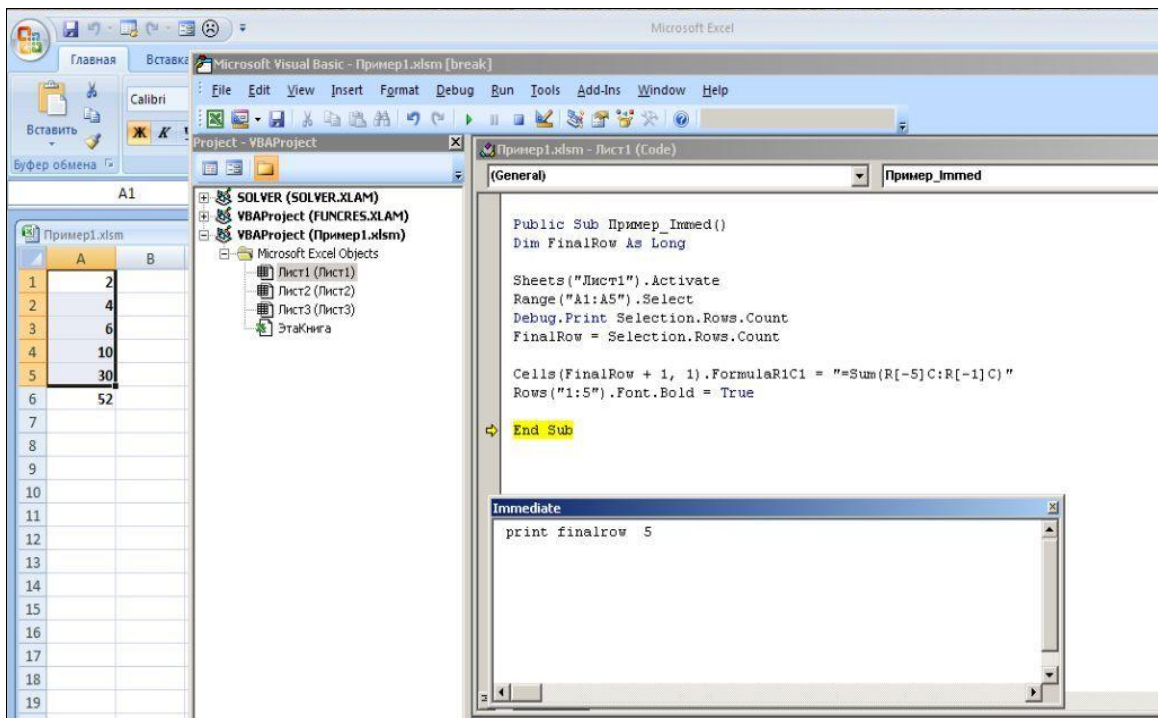 Microsoft Excel
Главная Вставка
Вставить
Calibri
Ж К
Буфер обмена
A1
Пример1.xlsm
A B
1 2
2 4
3 6
4 10
5 30
6 52
7
8
9
10
11
12
13
14
15
16
17
18
19
Microsoft Visual Basic - Пример1.xlsm [break]
File Edit View Insert Format Debug Run Tools Add-Ins Window Help
Project - VBAProject
SOLVER (SOLVER.XLAM)
VBAProject (FUNCRES.XLAM)
VBAProject (Пример1.xlsm)
Microsoft Excel Objects
Лист1 (Лист1)
Лист2 (Лист2)
Лист3 (Лист3)
ЭтаКнига
Пример1.xlsm - Лист1 (Code)
(General) Пример_Immed
Public Sub Пример_Immed()
Dim FinalRow As Long
Sheets("Лист1").Activate
Range("A1:A5").Select
Debug.Print Selection.Rows.Count
FinalRow = Selection.Rows.Count
Cells(FinalRow + 1, 1).FormulaR1C1 = "=Sum(R[-5]C:R[-1]C)"
Rows("1:5").Font.Bold = True
End Sub
Immediate
print finalrow 5